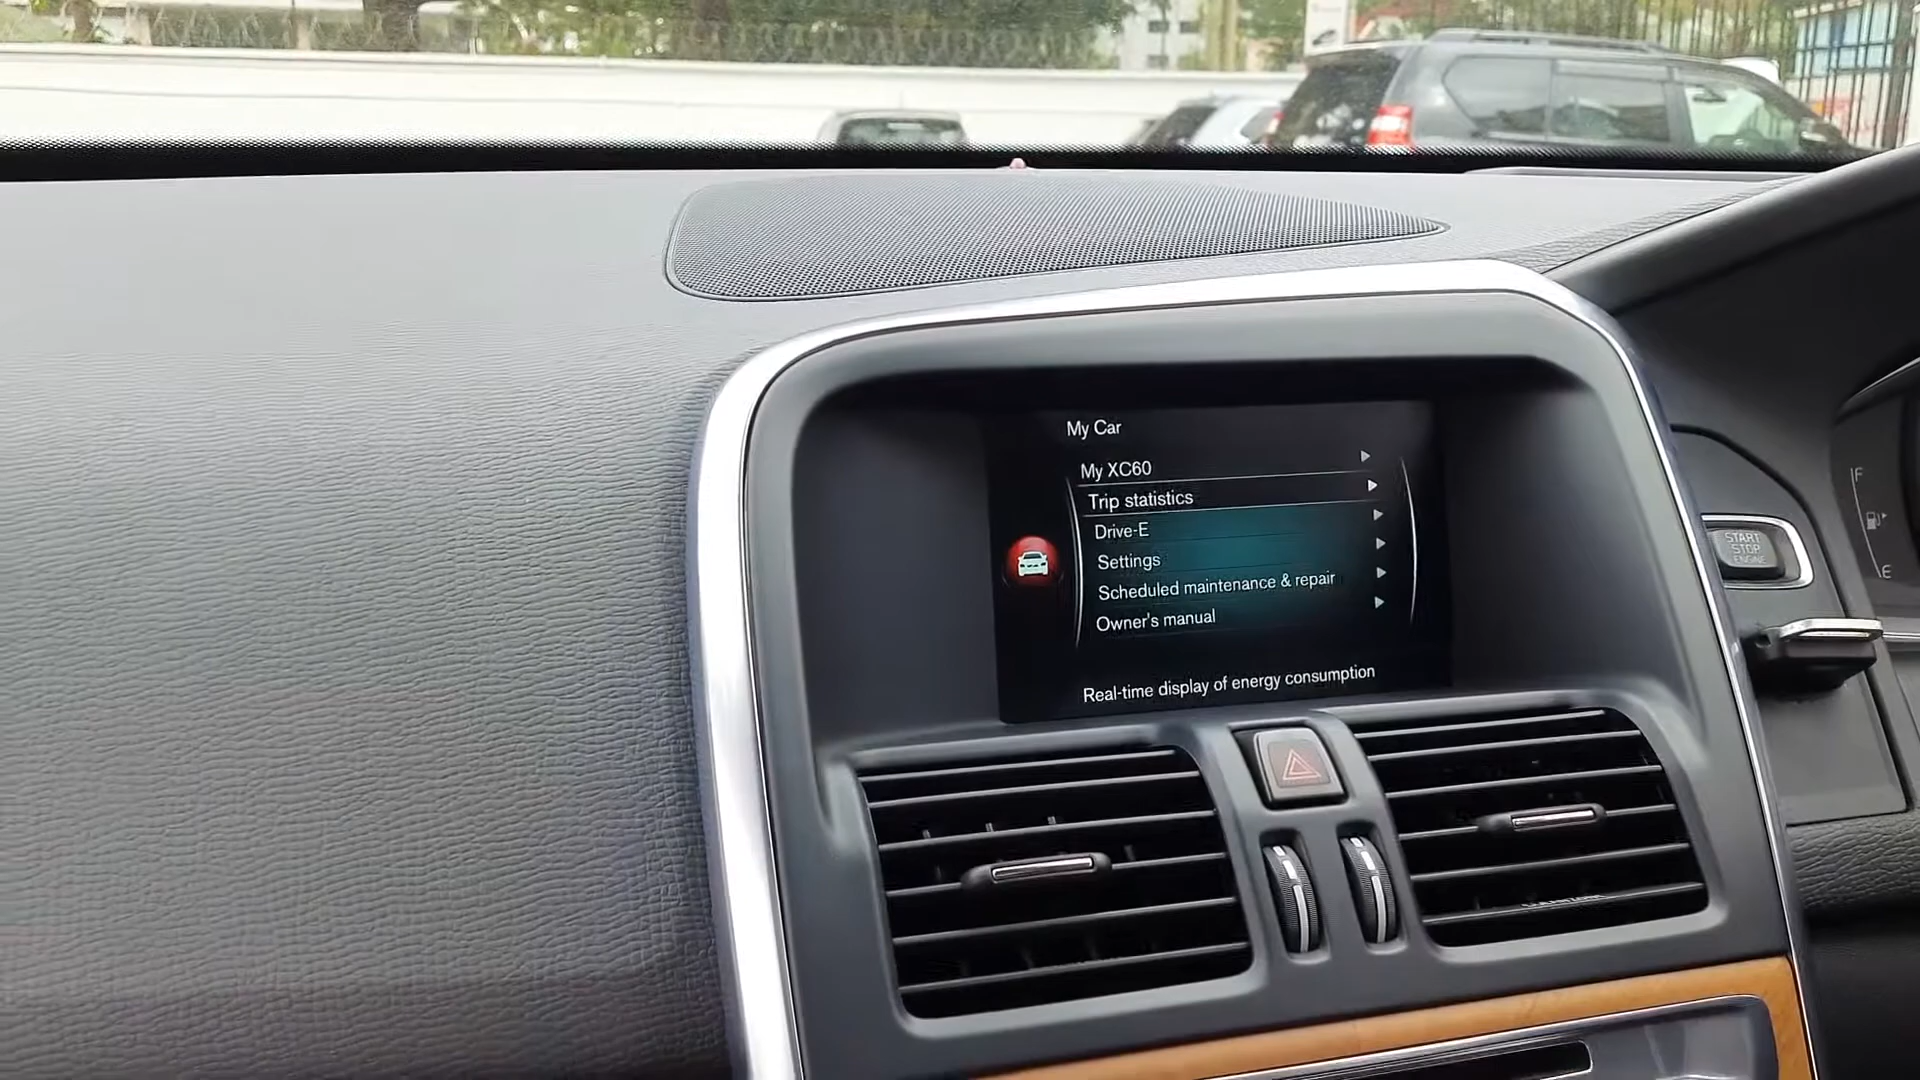 My Car
My XC60
Trip statistics
Drive-E
Settings
Scheduled maintenance & repair
Owner's manual
Real-time display of energy consumption
START
STOP
ENGINE
F
E